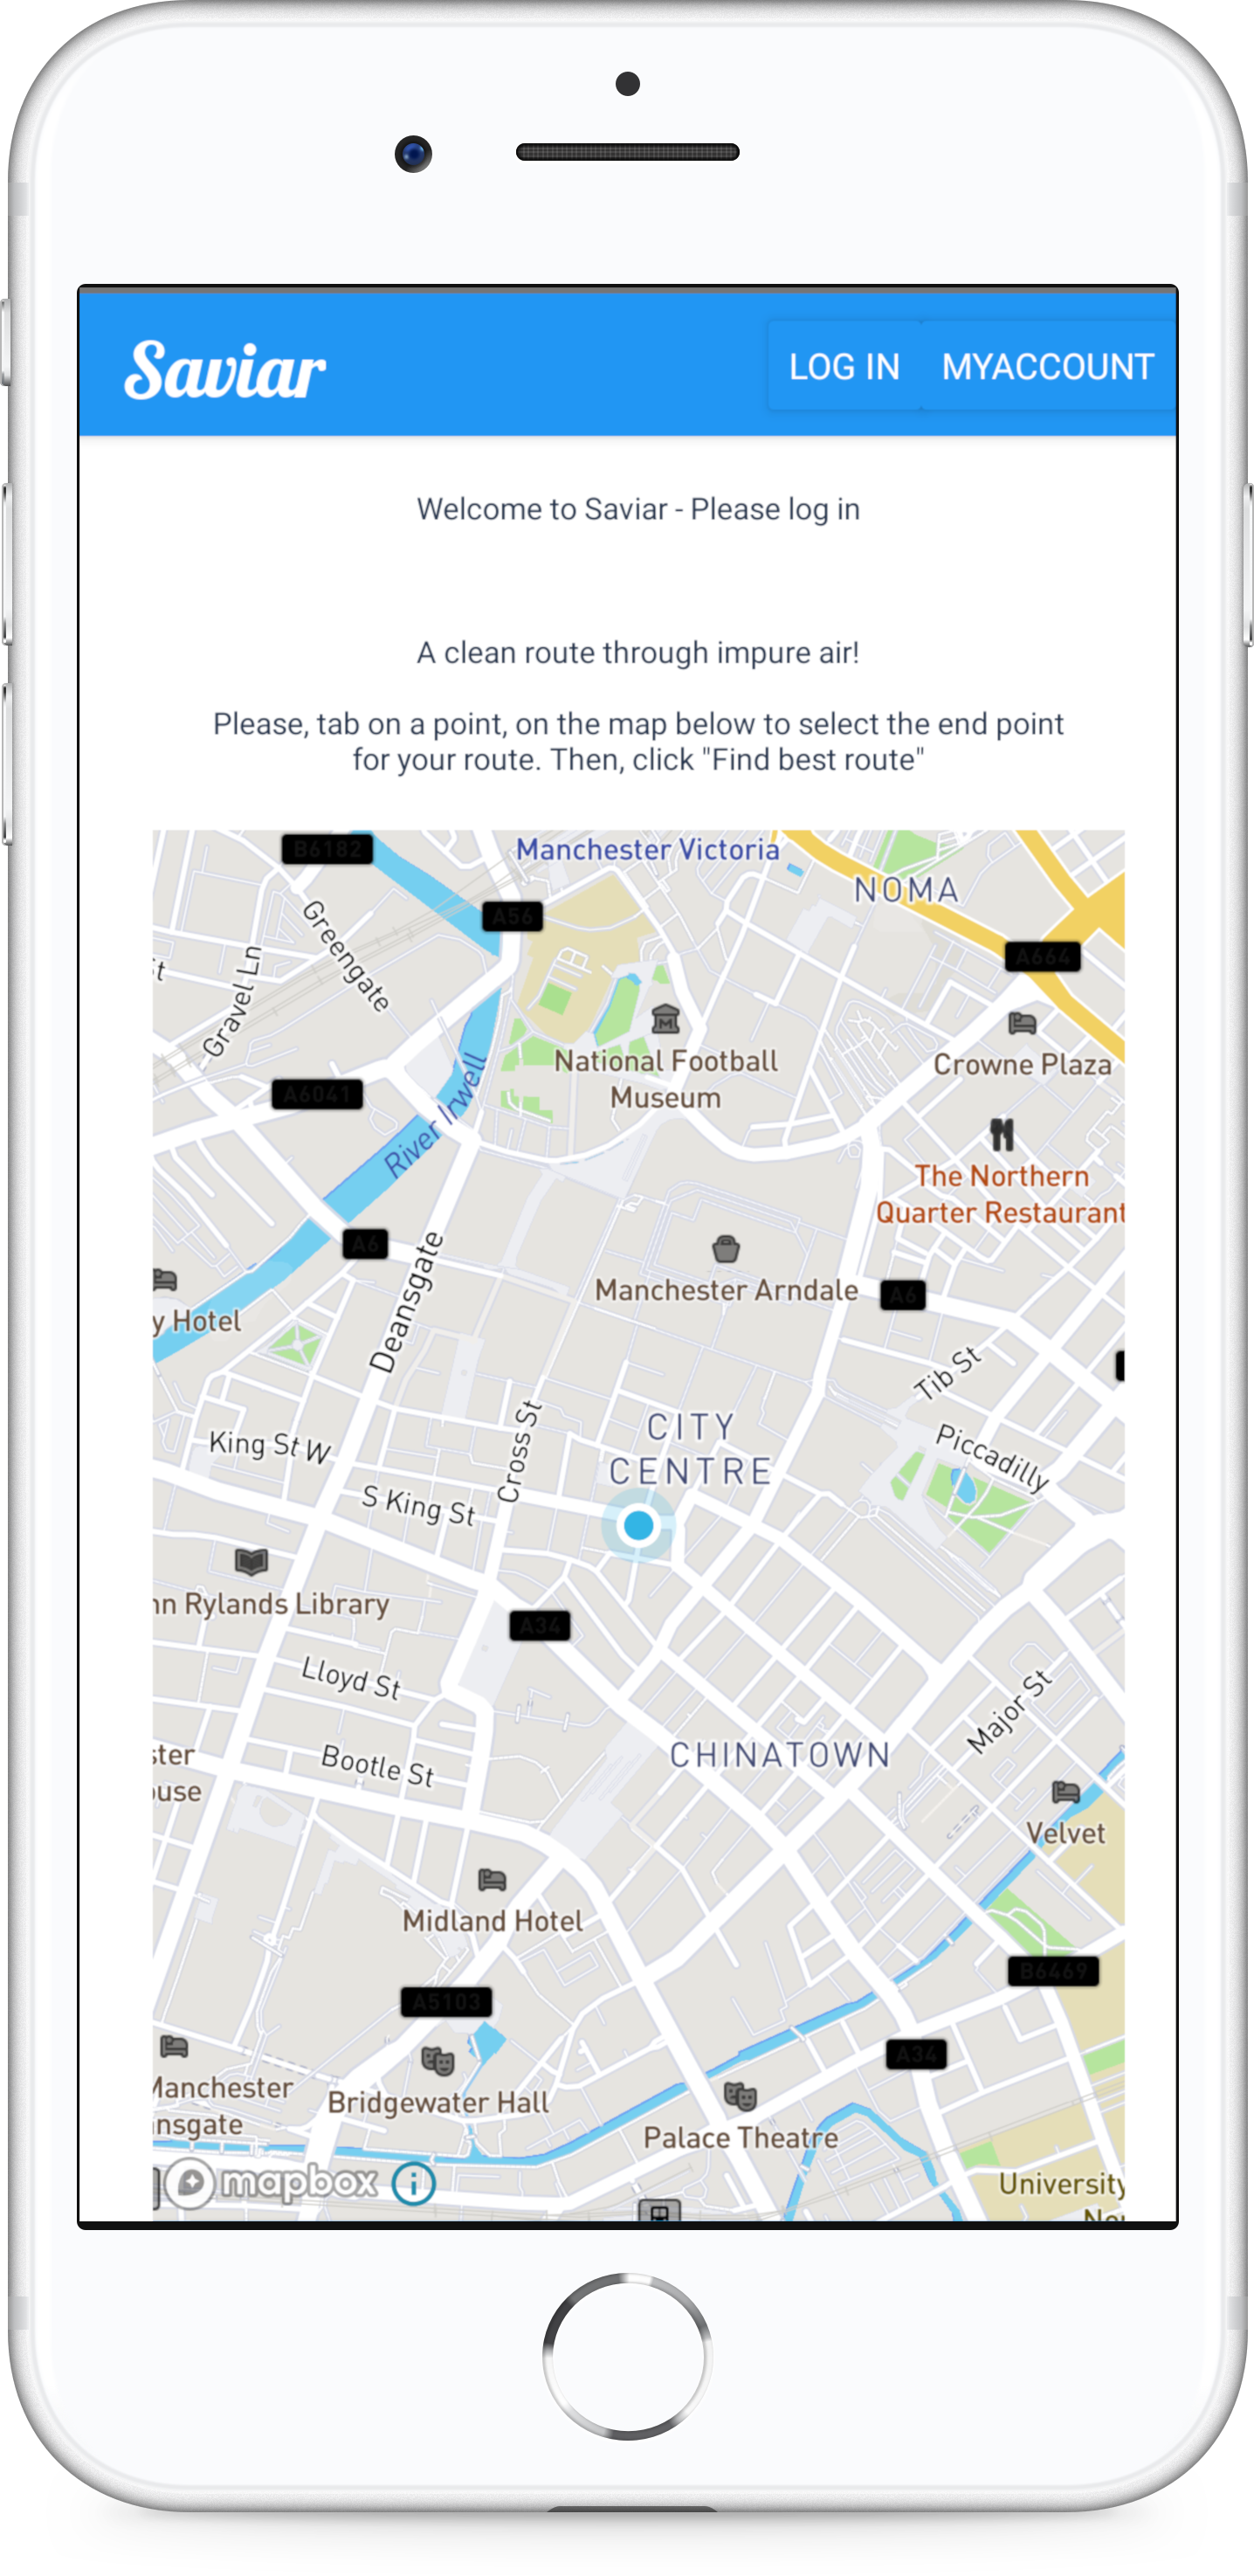 Saviar
LOG IN
MYACCOUNT
Welcome to Saviar - Please log in
A clean route through impure air!
Please, tab on a point, on the map below to select the end point
for your route. Then, click "Find best route"
B6182
Manchester Victoria
NOMA
A56
Greengate
A664
Gravel Ln
National Football
Museum
Crowne Plaza
A6041
River Irwell
The Northern
Quarter Restaurant
A6
Deansgate
Manchester Arndale
A6
y Hotel
Tib St
CITY
CENTRE
Piccadilly
King St W
Cross St
S King St
nn Rylands Library
A34
Lloyd St
Major St
CHINATOWN
ster
ouse
Bootle St
Velvet
Midland Hotel
B6469
A5103
A34
Manchester
nsgate
Bridgewater Hall
Palace Theatre
mapbox
University